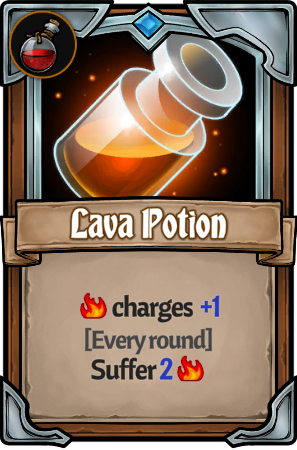 Lava Potion
🔥 charges +1
[Every round]
Suffer 2 🔥